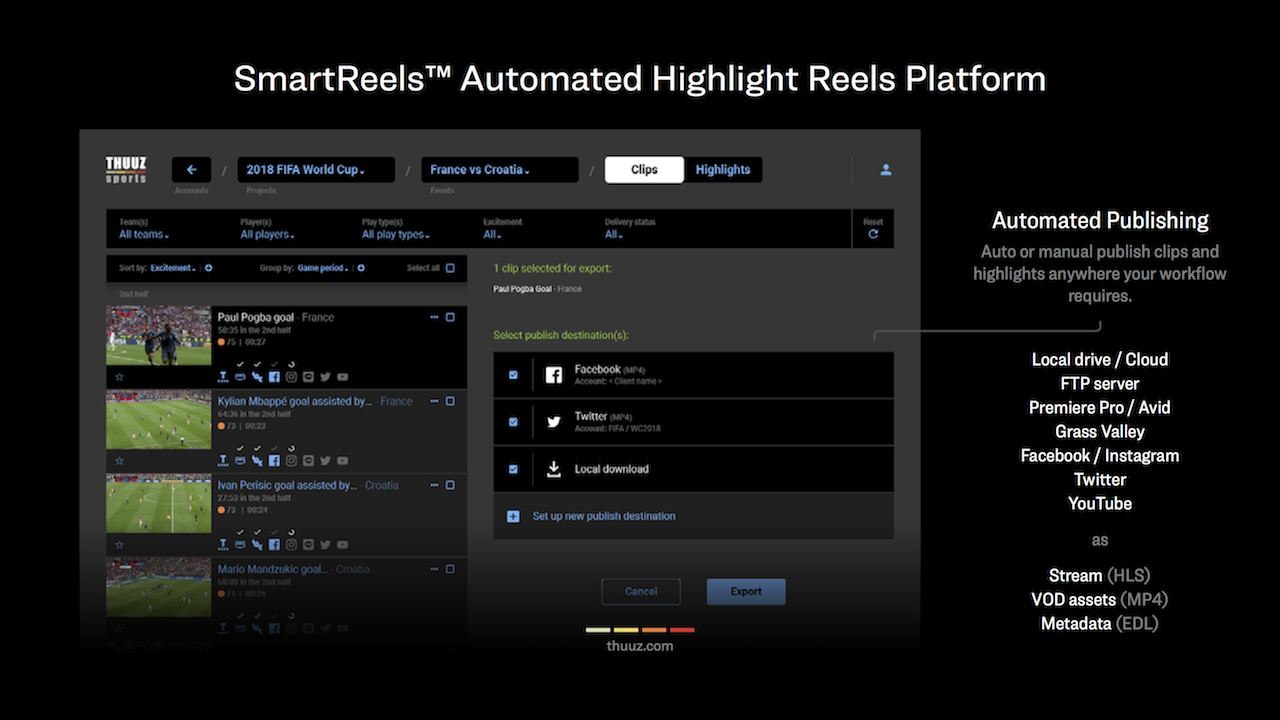 SmartReels™ Automated Highlight Reels Platform
THUUZ
sports
Accounts
/
2018 FIFA World Cup
Projects
/
France vs Croatia
Events
/
Clips
Highlights
Team(s)
All teams
Player(s)
All players
Play type(s)
All play types
Excitement
All
Delivery status
All
Reset
Sort by: Excitement
Group by: Game period
Select all
2nd half
Paul Pogba goal - France
58:35 in the 2nd half
75 | 00:27
Kylian Mbappé goal assisted by... - France
64:36 in the 2nd half
73 | 00:23
Ivan Perisic goal assisted by... - Croatia
27:53 in the 2nd half
73 | 00:24
Mario Mandzukic goal... - Croatia
68:08 in the 2nd half
71 | 00:26
1 clip selected for export:
Paul Pogba Goal - France
Select publish destination(s):
Facebook (MP4)
Account: < Client name >
Twitter (MP4)
Account: FIFA / WC2018
Local download
Set up new publish destination
Cancel
Export
thuuz.com
Automated Publishing
Auto or manual publish clips and
highlights anywhere your workflow
requires.
Local drive / Cloud
FTP server
Premiere Pro / Avid
Grass Valley
Facebook / Instagram
Twitter
YouTube
as
Stream (HLS)
VOD assets (MP4)
Metadata (EDL)